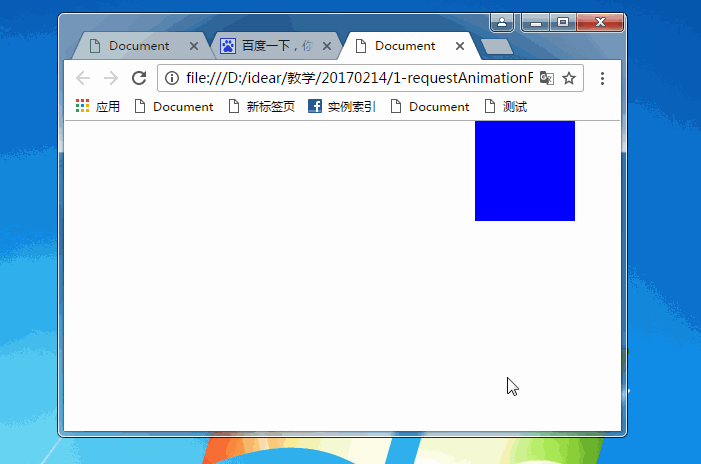 Document
百度一下，你
Document
file:///D:/idear/教学/20170214/1-requestAnimationF
应用
Document
新标签页
实例索引
Document
测试